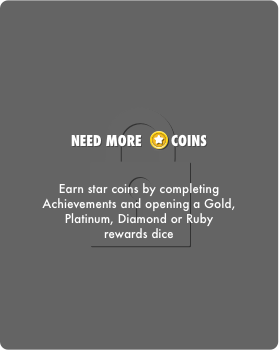 NEED MORE COINS
Earn star coins by completing
Achievements and opening a Gold,
Platinum, Diamond or Ruby
rewards dice